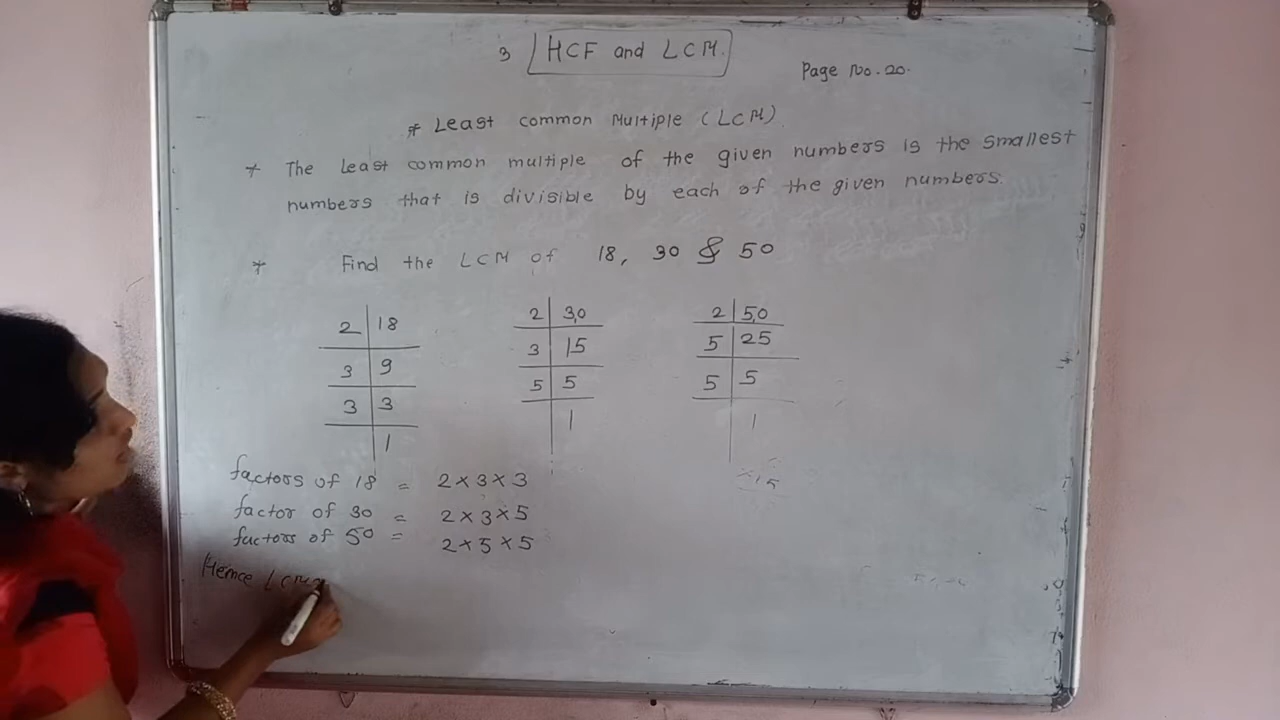 3 HCF and LCM
Page No. 20.
* Least common Multiple (LCM)
* The Least common multiple of the given numbers is the smallest
numbers that is divisible by each of the given numbers.
* Find the LCM of 18, 30 & 50
2 18
3 9
3 3
1
2 30
3 15
5 5
1
2 50
5 25
5 5
1
factors of 18 = 2×3×3
factor of 30 = 2×3×5
factors of 50 = 2×5×5
Hence LCM